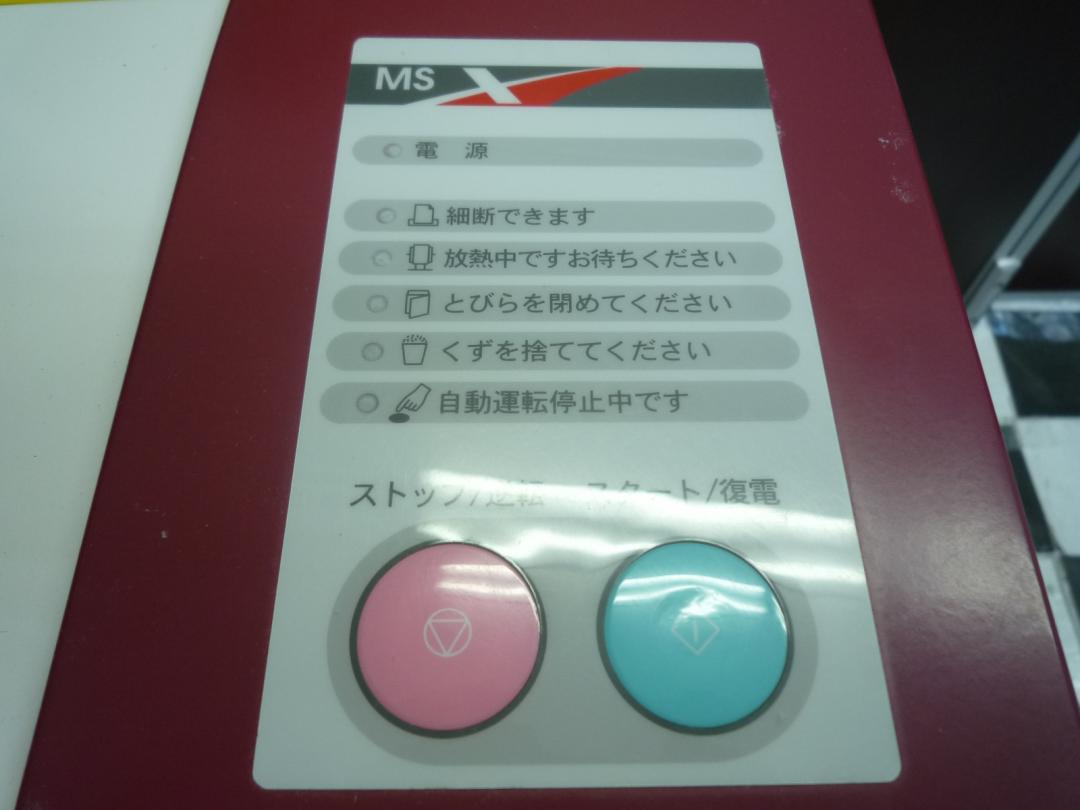 MS X
電源
細断できます
放熱中ですお待ちください
とびらを閉めてください
くずを捨ててください
自動運転停止中です
ストップ/逆転 スタート/復電